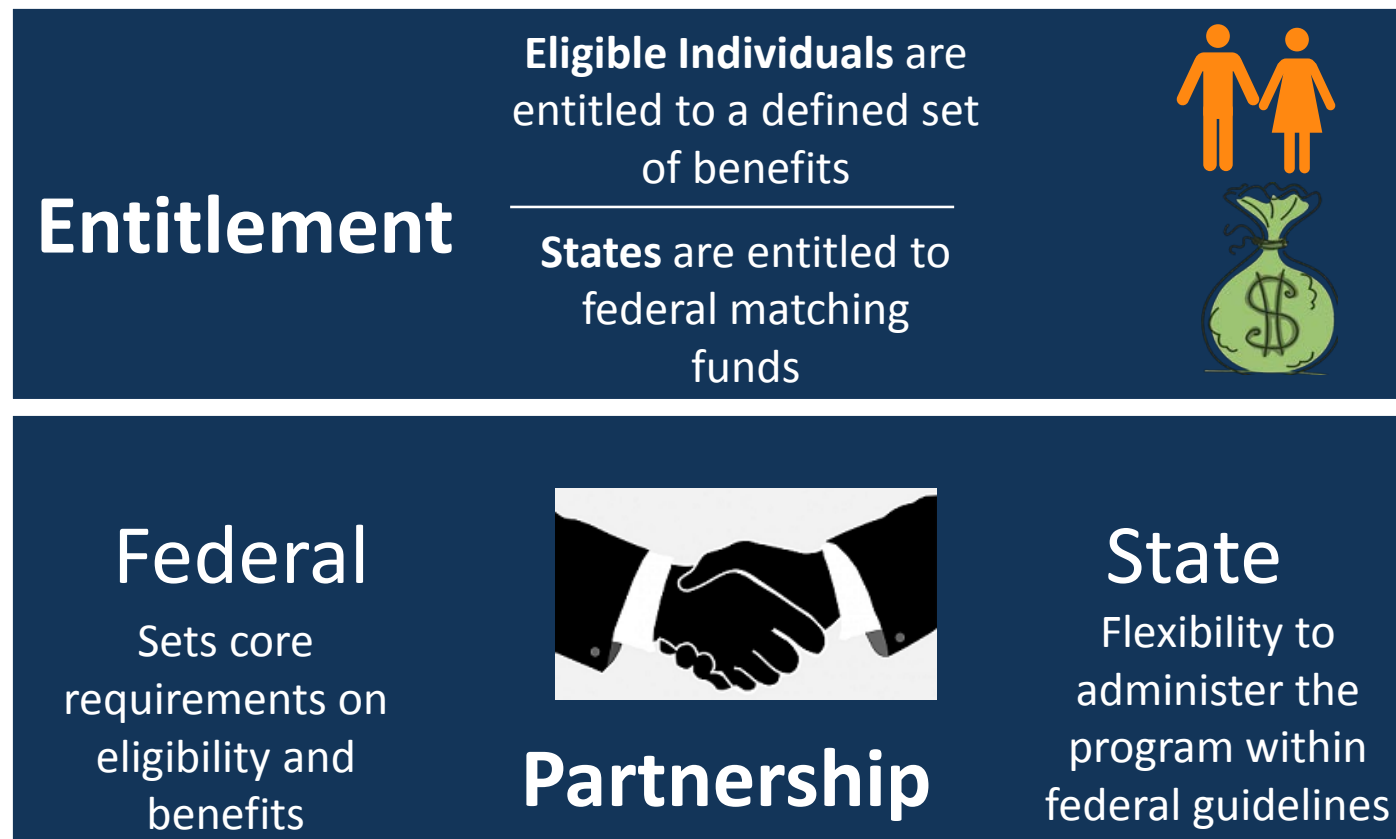 Eligible Individuals are
entitled to a defined set
of benefits
Entitlement
States are entitled to
federal matching
funds
$
Federal
Sets core
requirements on
eligibility and
benefits
Partnership
State
Flexibility to
administer the
program within
federal guidelines